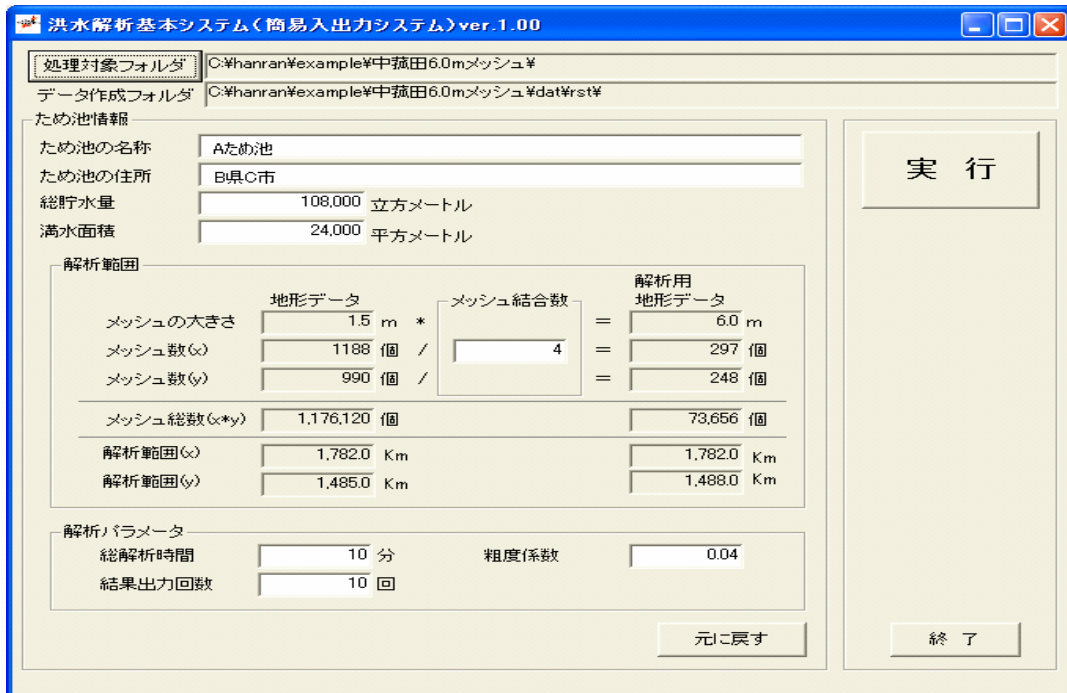 洪水解析基本システム(簡易入出力システム)ver.1.00
処理対象フォルダ C:¥hanran¥example¥中菰田6.0mメッシュ¥
データ作成フォルダ C:¥hanran¥example¥中菰田6.0mメッシュ¥dat¥rst¥
ため池情報
ため池の名称 Aため池
ため池の住所 B県C市
総貯水量 108,000 立方メートル
満水面積 24,000 平方メートル
実 行
解析範囲
解析用
地形データ メッシュ結合数 地形データ
メッシュの大きさ 1.5 m * = 6.0 m
メッシュ数(x) 1188 個 / 4 = 297 個
メッシュ数(y) 990 個 / = 248 個
メッシュ総数(x*y) 1,176,120 個 73,656 個
解析範囲(x) 1,782.0 Km 1,782.0 Km
解析範囲(y) 1,485.0 Km 1,488.0 Km
解析パラメータ
総解析時間 10 分 粗度係数 0.04
結果出力回数 10 回
元に戻す 終 了